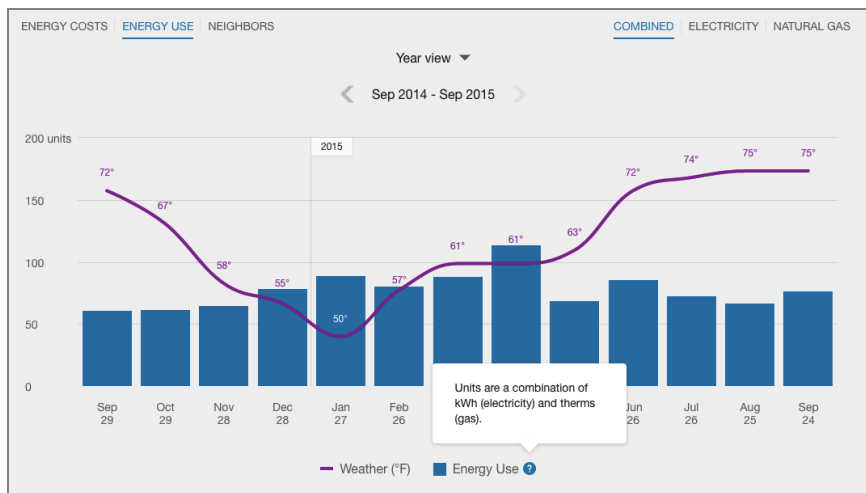 ENERGY COSTS ENERGY USE NEIGHBORS COMBINED ELECTRICITY NATURAL GAS
Year view
Sep 2014 - Sep 2015
200 units
2015
72° 67° 58° 55° 50° 57° 61° 61° 63° 72° 74° 75° 75°
150
100
50
0
Units are a combination of
kWh (electricity) and therms
(gas).
Sep Oct Nov Dec Jan Feb Jun Jul Aug Sep
29 29 28 28 27 26 26 26 25 24
Weather (°F) Energy Use ?